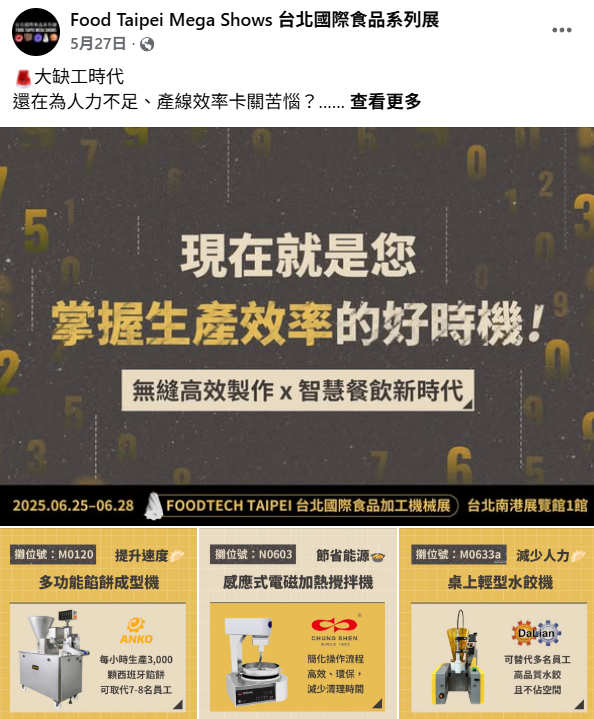 Food Taipei Mega Shows 台北國際食品系列展
5月27日
大缺工時代
還在為人力不足、產線效率卡關苦惱？...... 查看更多
現在就是您
掌握生產效率的好時機!
無縫高效製作 x 智慧餐飲新時代
2025.06.25–06.28 FOODTECH TAIPEI 台北國際食品加工機械展 台北南港展覽館1館
攤位號：M0120 提升速度
多功能餡餅成型機
ANKO
每小時生產3,000
顆西班牙餡餅
可取代7-8名員工
攤位號：N0603 節省能源
感應式電磁加熱攪拌機
CHUNG SHEN
簡化操作流程
高效、環保，
減少清理時間
攤位號：M0633a 減少人力
桌上輕型水餃機
DaLian
可替代多名員工
高品質水餃
且不佔空間